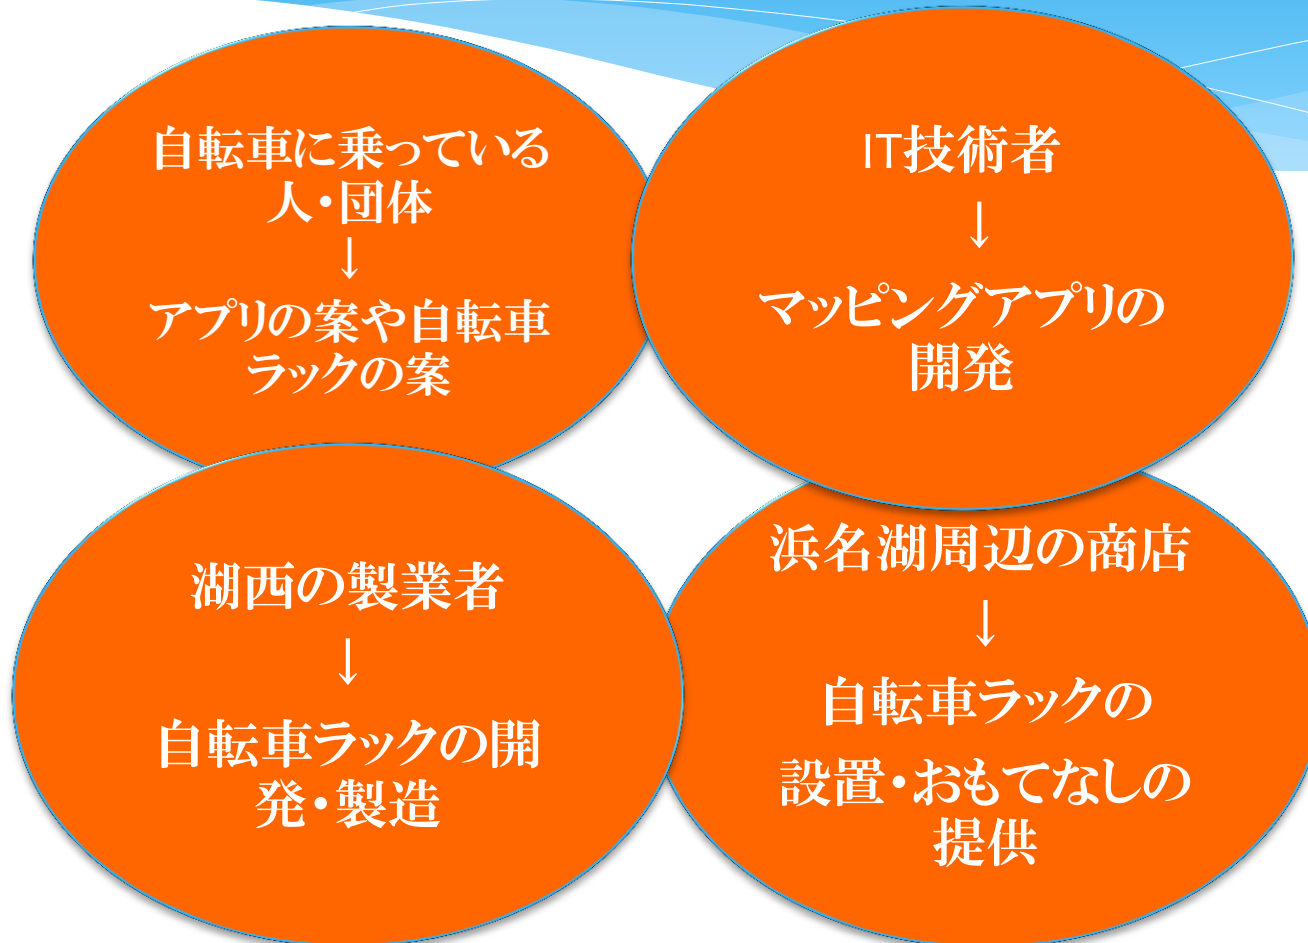 自転車に乗っている
人・団体
↓
アプリの案や自転車
ラックの案
IT技術者
↓
マッピングアプリの
開発
湖西の製業者
↓
自転車ラックの開
発・製造
浜名湖周辺の商店
↓
自転車ラックの
設置・おもてなしの
提供